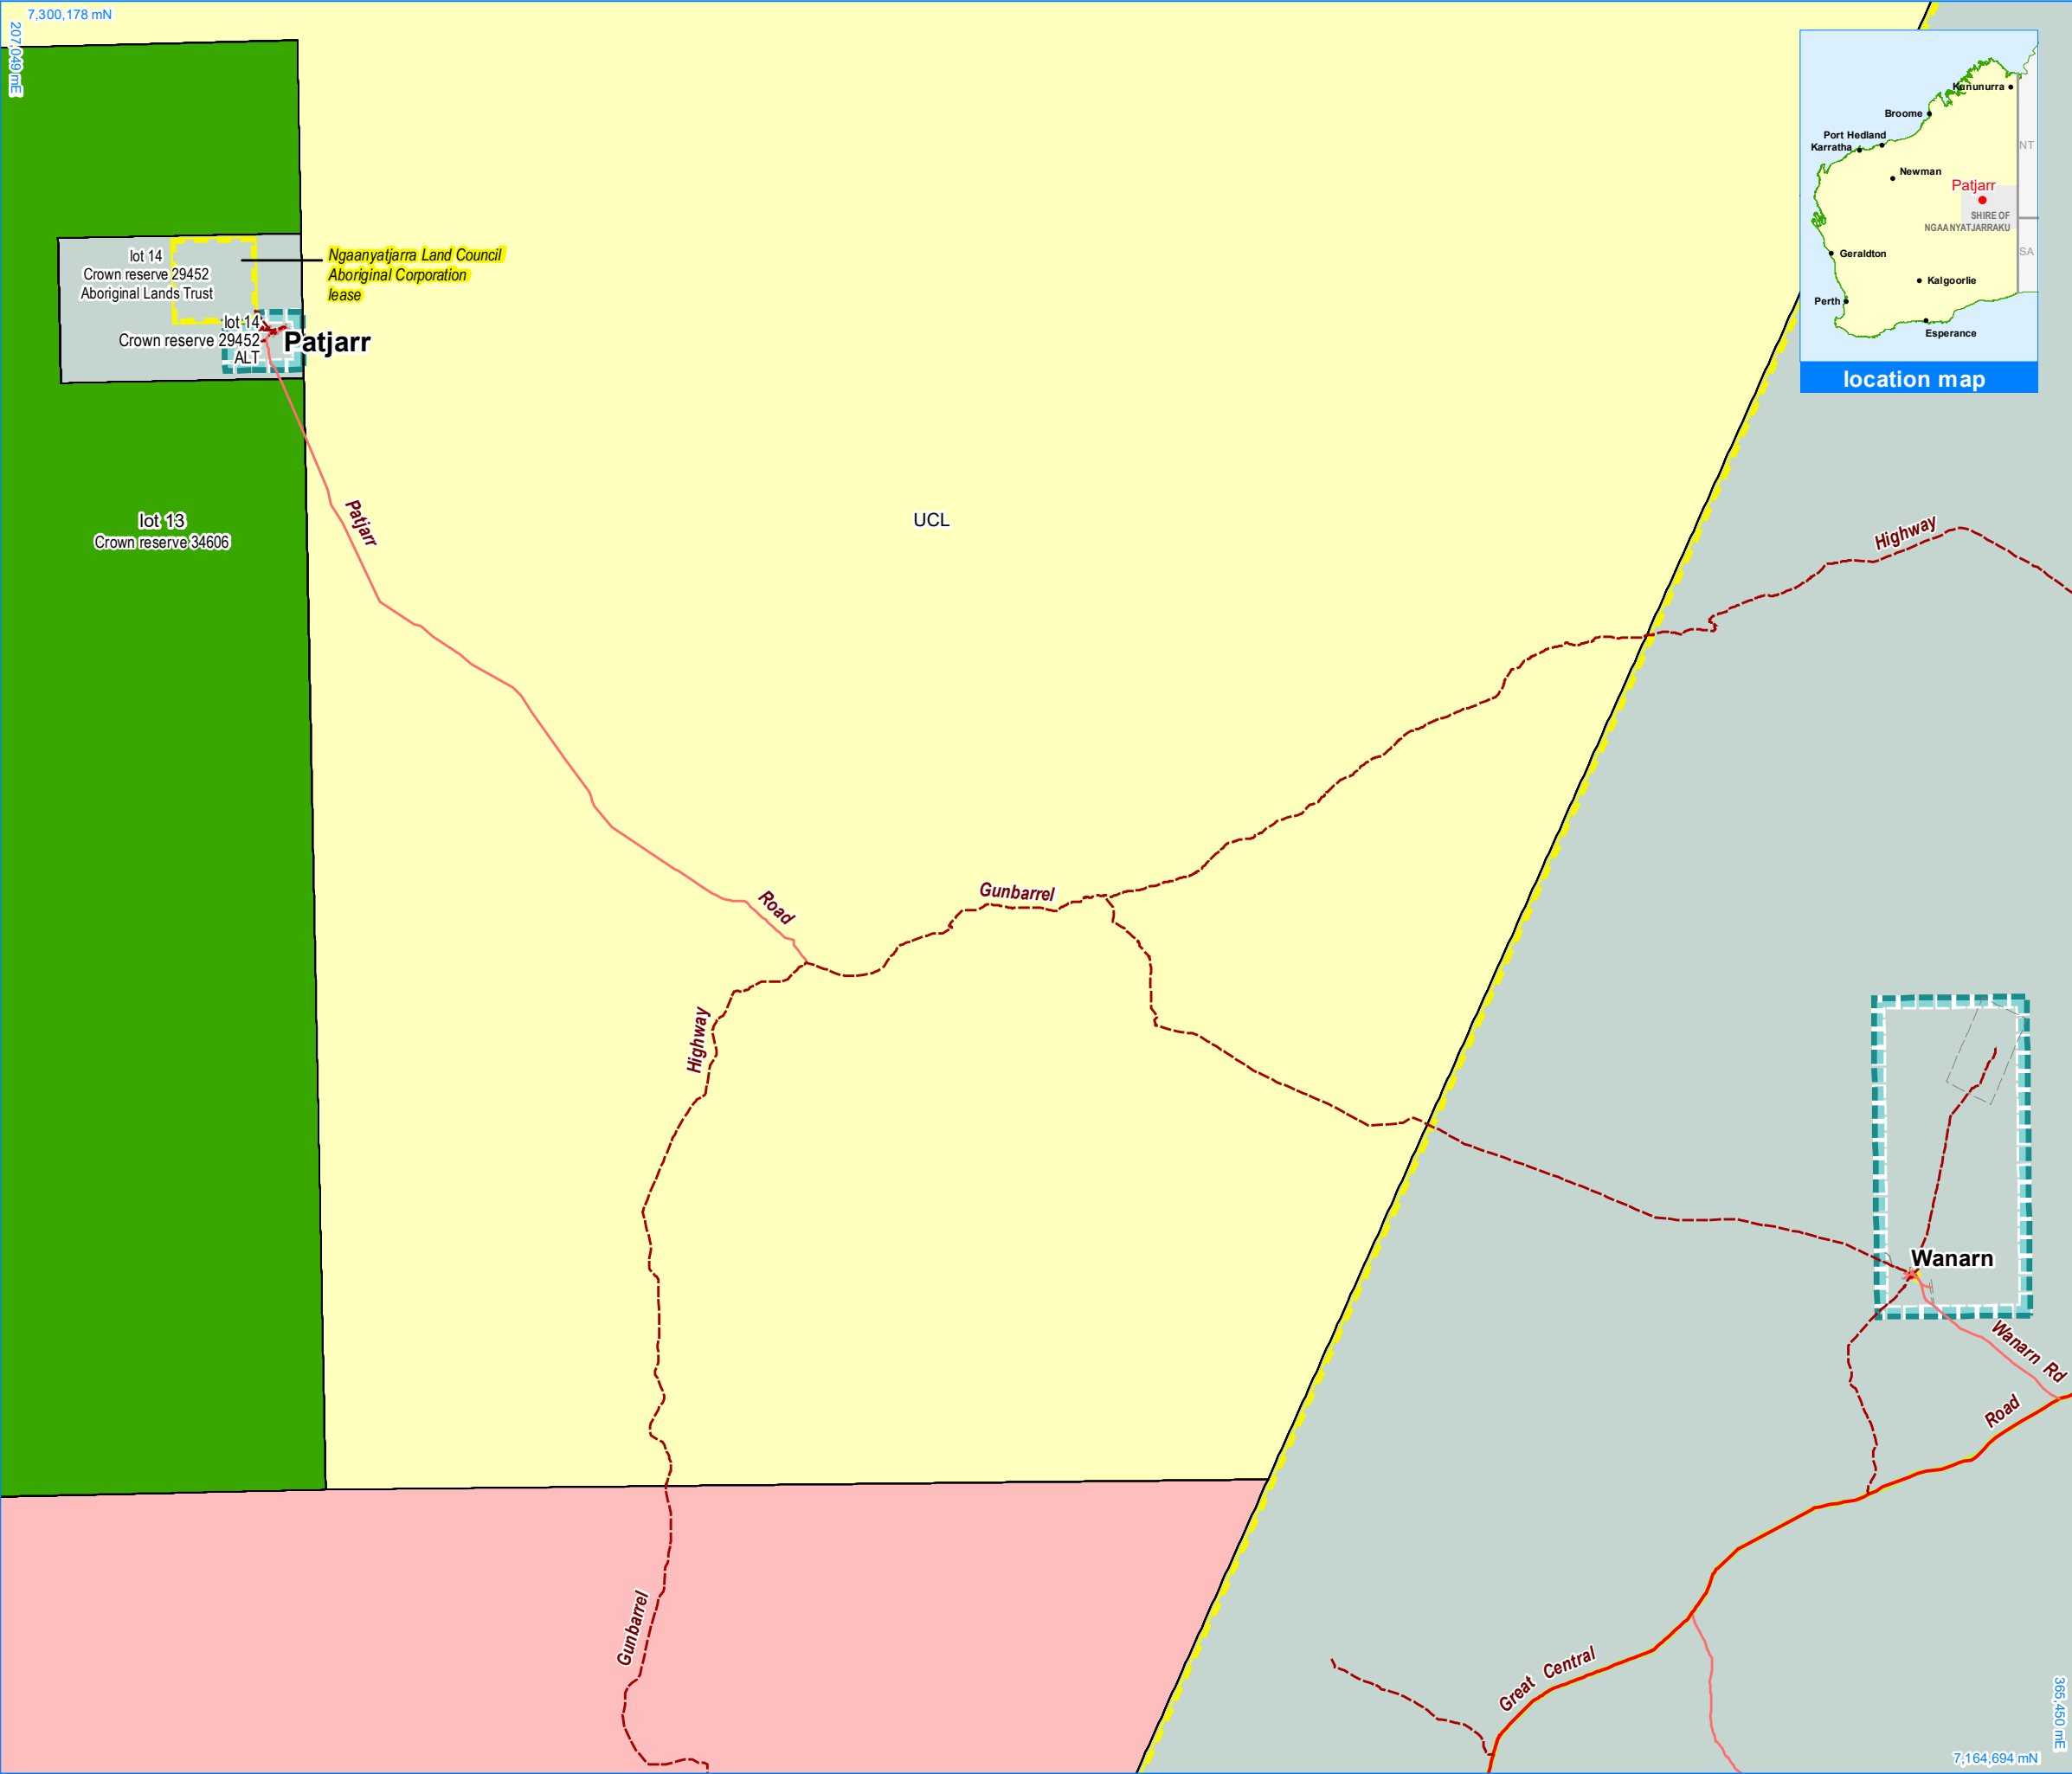 7,300,178 mN
207,049 mE
Kununurra
Broome
Port Hedland
Karratha
NT
Newman
Patjarr
SHIRE OF
NGAANYATJARRAKU
SA
Geraldton
Kalgoorlie
Perth
Esperance
location map
lot 14
Crown reserve 29452
Aboriginal Lands Trust
Ngaanyatjarra Land Council
Aboriginal Corporation
lease
lot 14
Crown reserve 29452
ALT
Patjarr
lot 13
Crown reserve 34606
Patjarr
UCL
Highway
Road
Gunbarrel
Highway
Wanarn
Wanarn Rd
Road
Gunbarrel
Great Central
365,450 mE
7,164,694 mN